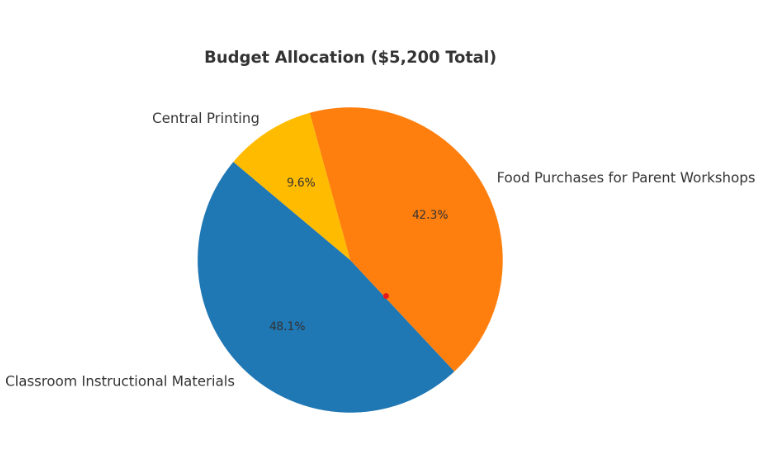 Budget Allocation ($5,200 Total)
Central Printing
Food Purchases for Parent Workshops
9.6%
42.3%
48.1%
Classroom Instructional Materials